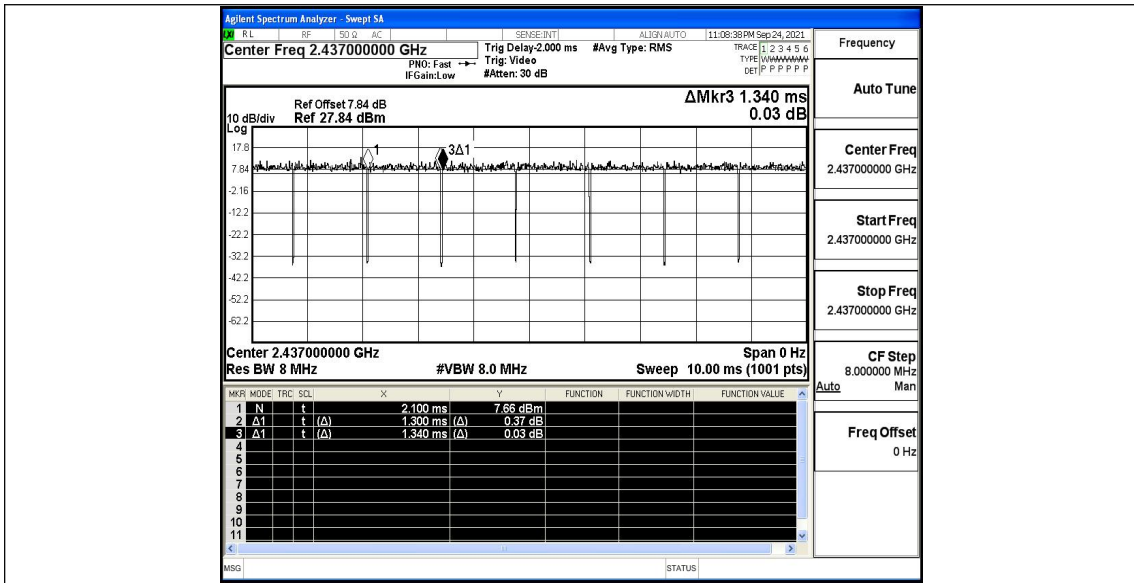 Agilent Spectrum Analyzer - Swept SA
LXI RL RF 50 Ω AC SENSE:INT ALIGN AUTO 11:08:38 PM Sep 24, 2021
Center Freq 2.437000000 GHz
PNO: Fast
IFGain:Low
Trig Delay-2.000 ms
Trig: Video
#Atten: 30 dB
#Avg Type: RMS
TRACE 1 2 3 4 5 6
TYPE
DET P P P P P P
ΔMkr3 1.340 ms
0.03 dB
Ref Offset 7.84 dB
10 dB/div Ref 27.84 dBm
Log
17.8
7.84
-2.16
-12.2
-22.2
-32.2
-42.2
-52.2
-62.2
1
3Δ1
Center 2.437000000 GHz Span 0 Hz
Res BW 8 MHz #VBW 8.0 MHz Sweep 10.00 ms (1001 pts)
MKR MODE TRC SCL X Y FUNCTION FUNCTION WIDTH FUNCTION VALUE
1 N t 2.100 ms 7.66 dBm
2 Δ1 t (Δ) 1.300 ms (Δ) 0.37 dB
3 Δ1 t (Δ) 1.340 ms (Δ) 0.03 dB
4
5
6
7
8
9
10
11
MSG STATUS
Frequency
Auto Tune
Center Freq
2.437000000 GHz
Start Freq
2.437000000 GHz
Stop Freq
2.437000000 GHz
CF Step
8.000000 MHz
Auto Man
Freq Offset
0 Hz